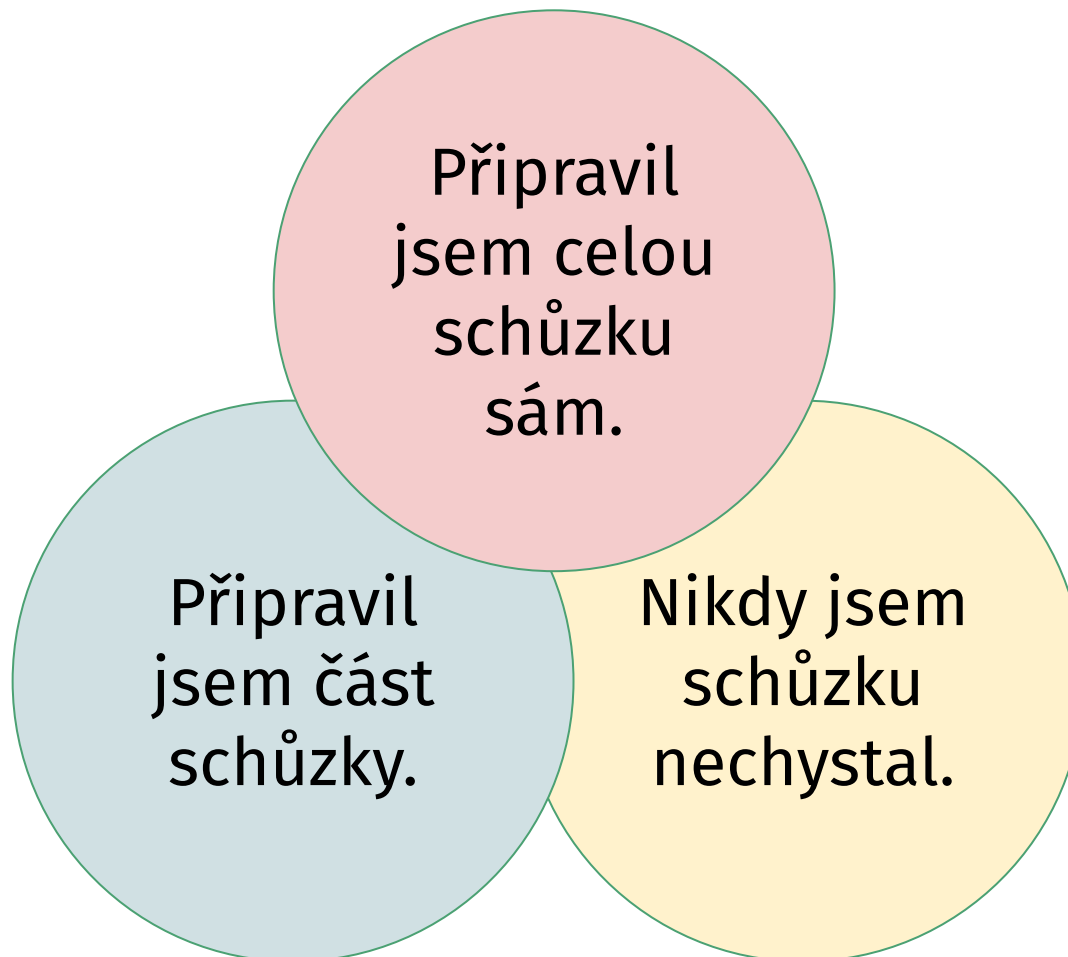 Připravil
jsem celou
schůzku
sám.
Připravil
jsem část
schůzky.
Nikdy jsem
schůzku
nechystal.